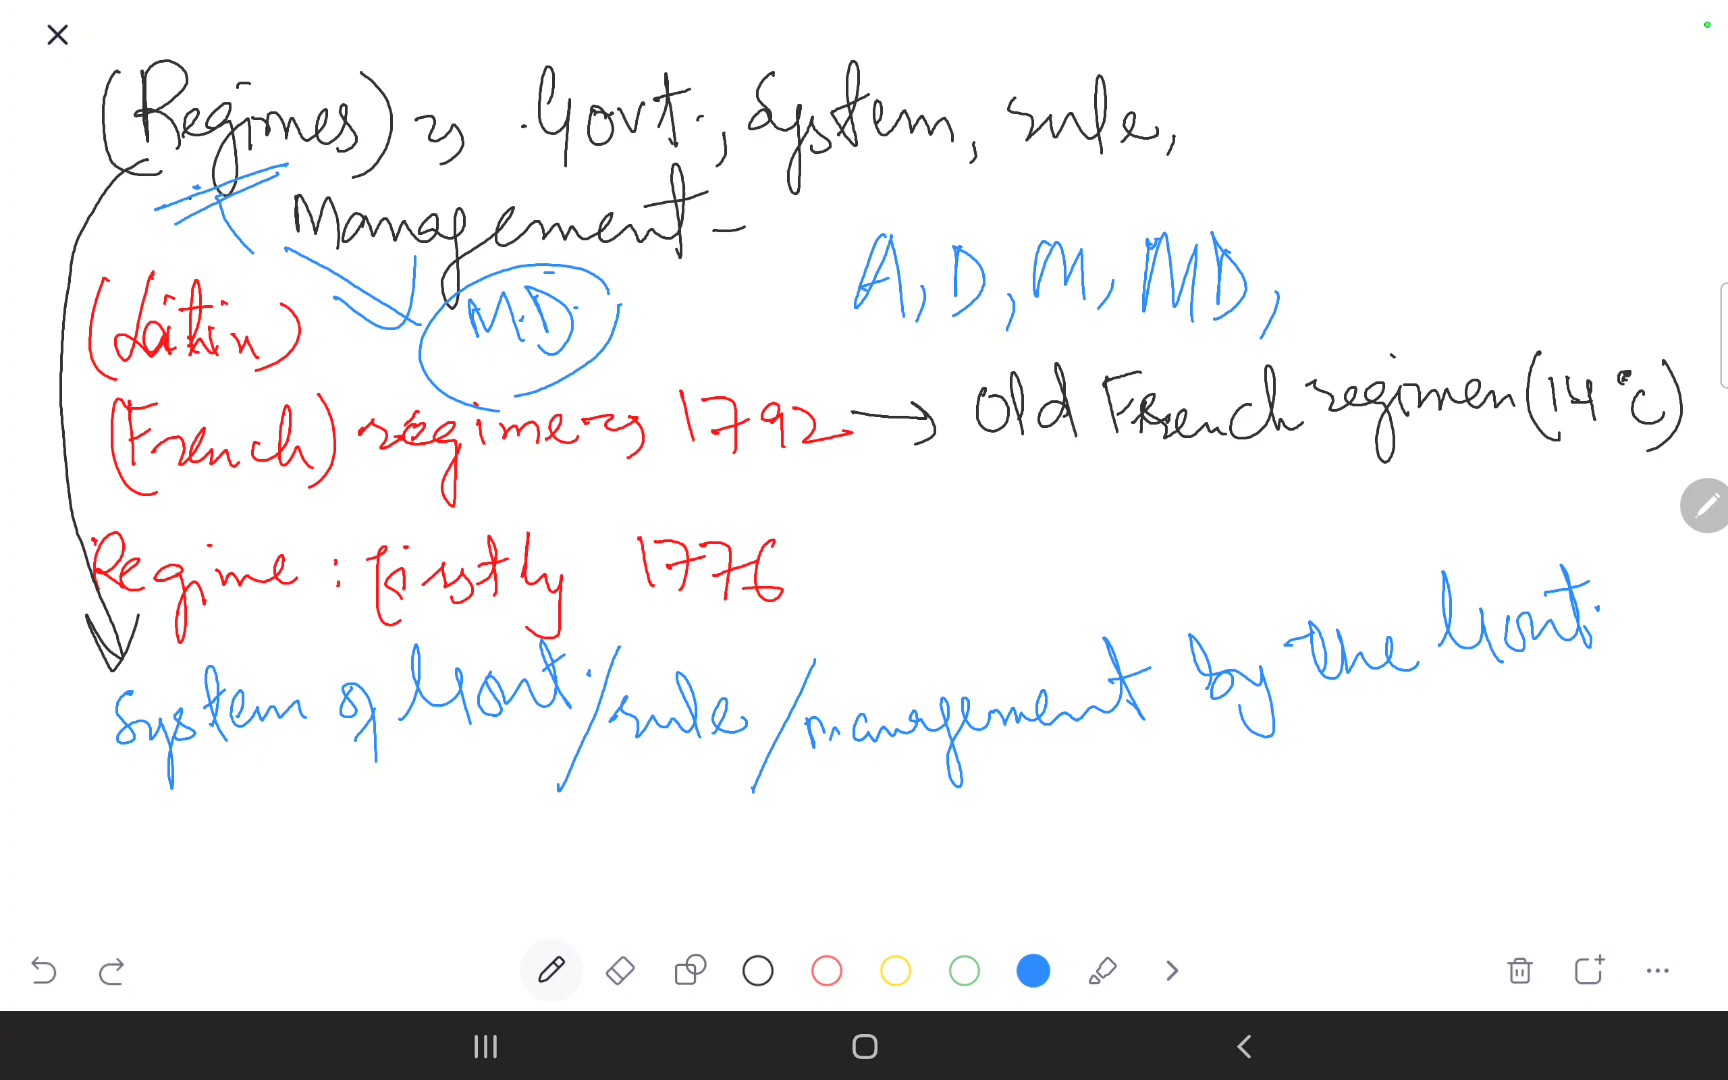 (Regimes) => Govt., System, rule,
Management -
A, D, M, MD,
(Latin)
M.D.
(French) regime => 1792 → Old French regimen (14 °C)
Regime : firstly 1776
System of Govt. / rule / management by the Govt.